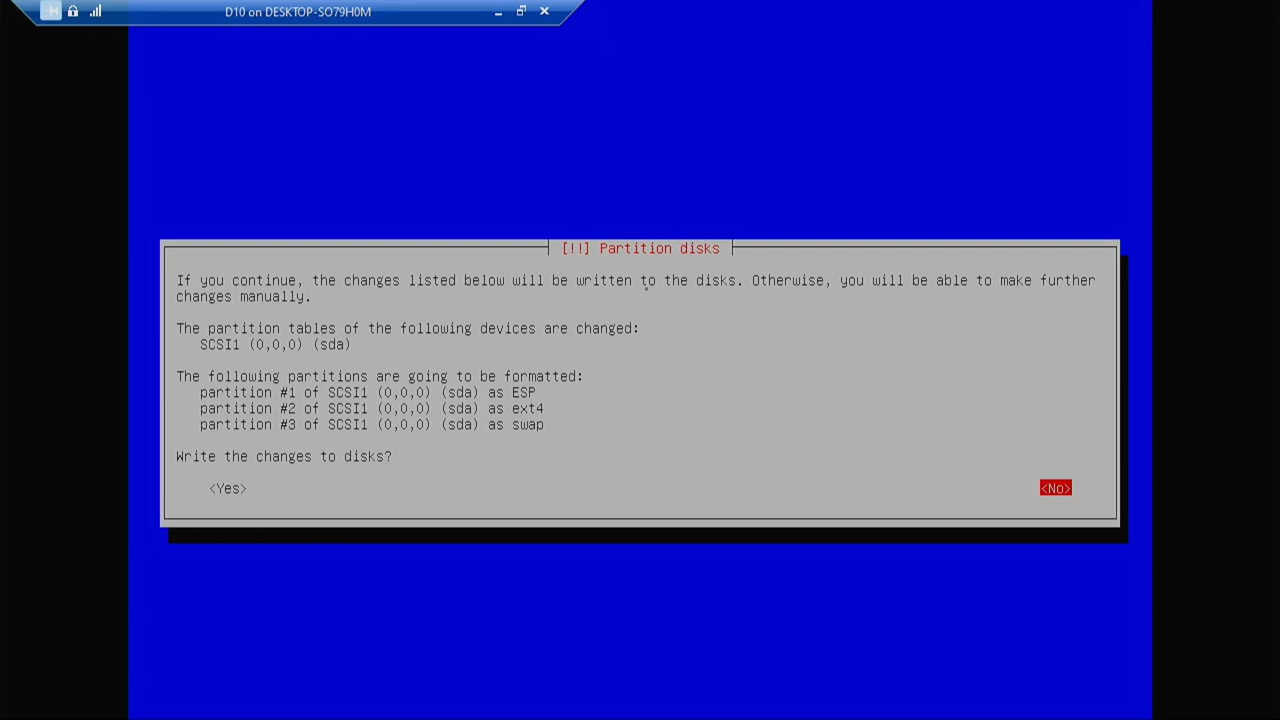 D10 on DESKTOP-SO79H0M
[!!] Partition disks
If you continue, the changes listed below will be written to the disks. Otherwise, you will be able to make further
changes manually.
The partition tables of the following devices are changed:
SCSI1 (0,0,0) (sda)
The following partitions are going to be formatted:
partition #1 of SCSI1 (0,0,0) (sda) as ESP
partition #2 of SCSI1 (0,0,0) (sda) as ext4
partition #3 of SCSI1 (0,0,0) (sda) as swap
Write the changes to disks?
<Yes> <No>